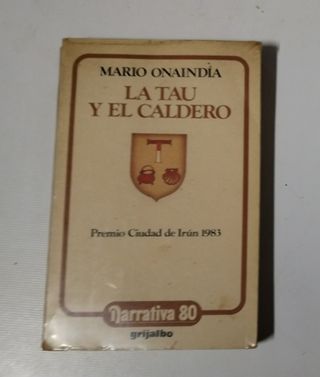 MARIO ONAINDÍA
LA TAU
Y EL CALDERO
Premio Ciudad de Irún 1983
Narrativa 80
grijalbo